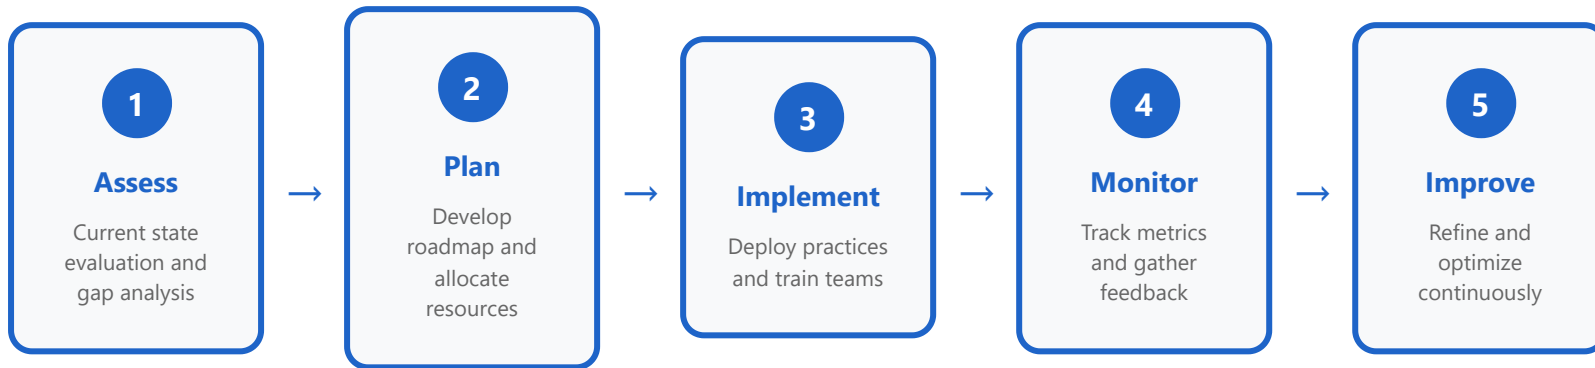 1
Assess
Current state
evaluation and
gap analysis
→
2
Plan
Develop
roadmap and
allocate
resources
→
3
Implement
Deploy practices
and train teams
→
4
Monitor
Track metrics
and gather
feedback
→
5
Improve
Refine and
optimize
continuously